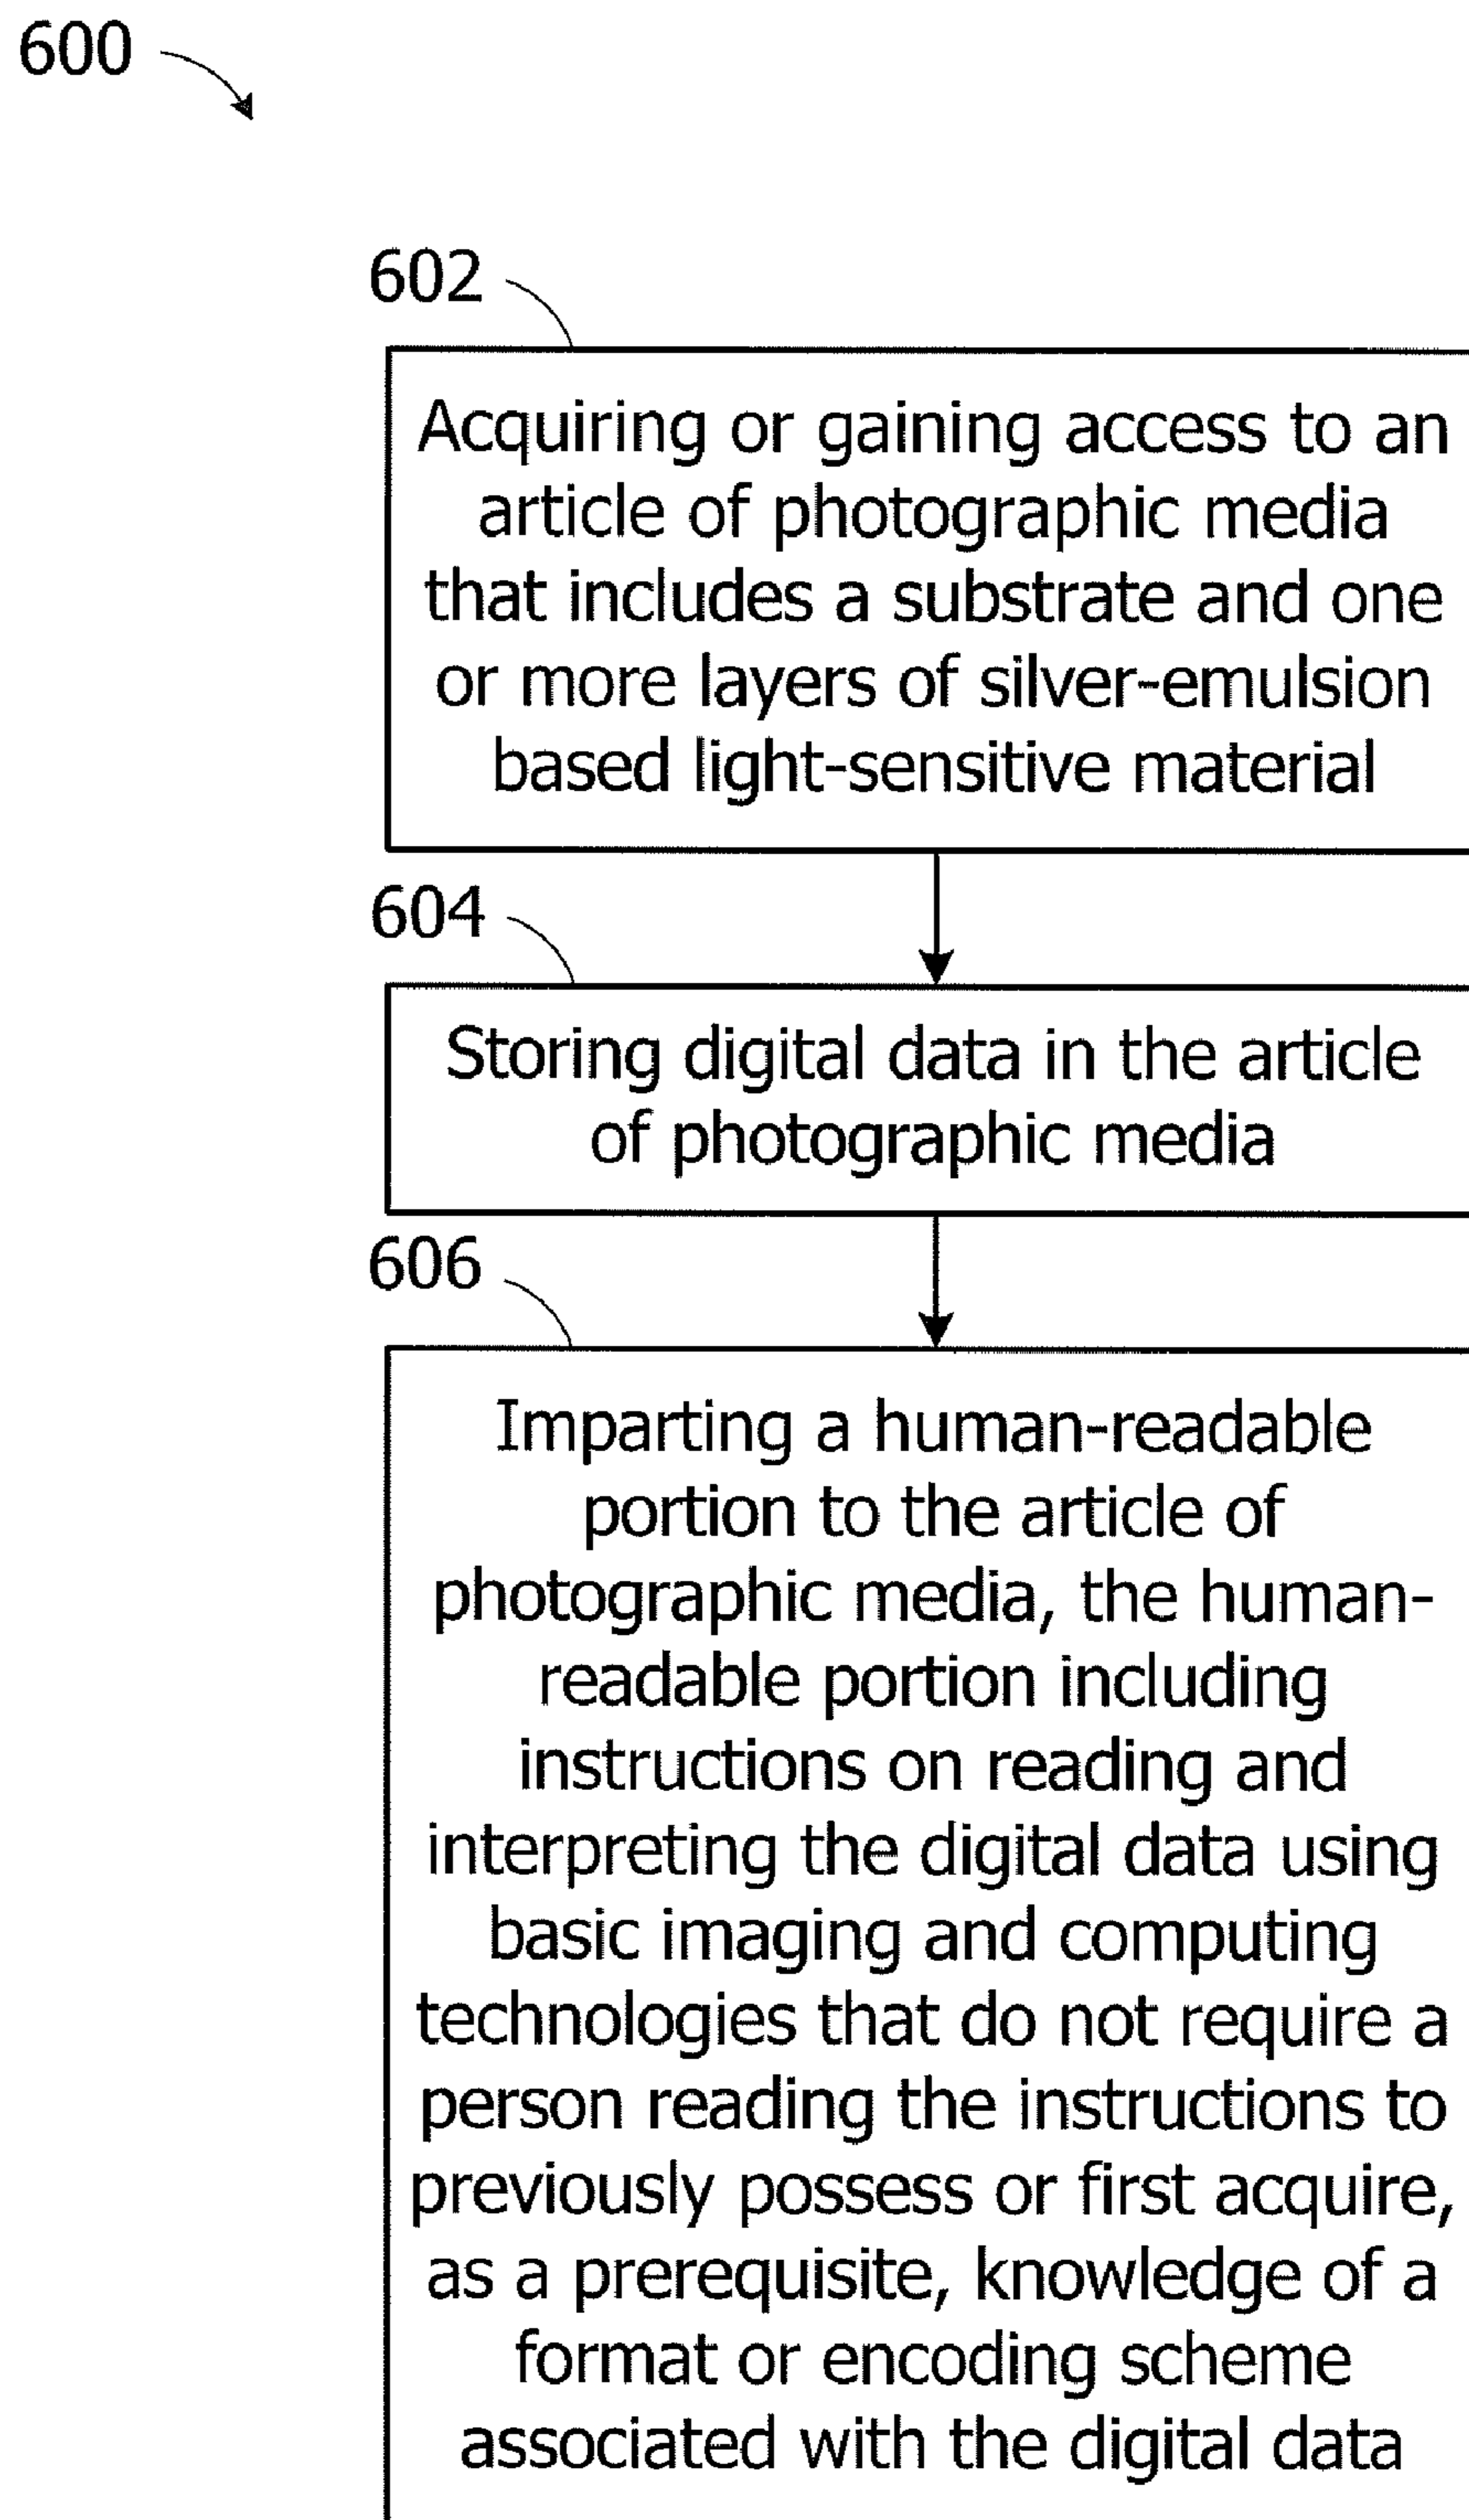 600
602
Acquiring or gaining access to an
article of photographic media
that includes a substrate and one
or more layers of silver-emulsion
based light-sensitive material
604
Storing digital data in the article
of photographic media
606
Imparting a human-readable
portion to the article of
photographic media, the human-
readable portion including
instructions on reading and
interpreting the digital data using
basic imaging and computing
technologies that do not require a
person reading the instructions to
previously possess or first acquire,
as a prerequisite, knowledge of a
format or encoding scheme
associated with the digital data